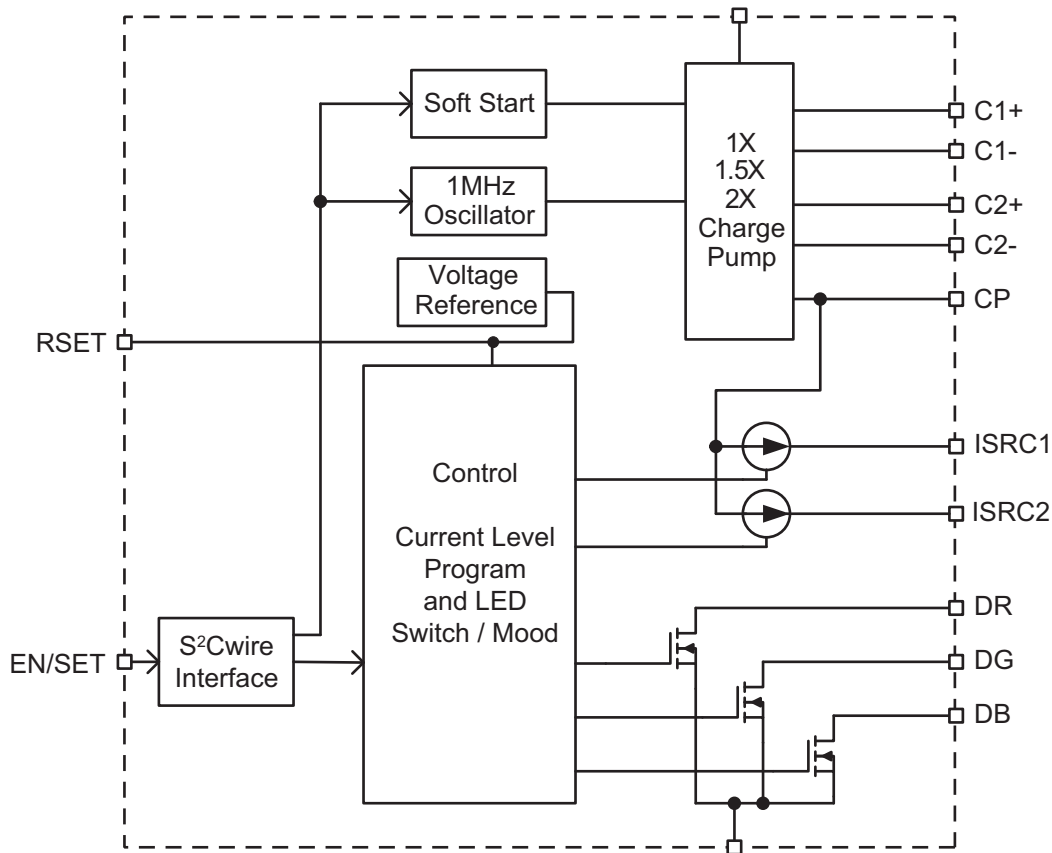 Soft Start
1MHz
Oscillator
Voltage
Reference
1X
1.5X
2X
Charge
Pump
C1+
C1-
C2+
C2-
CP
RSET
Control
Current Level
Program
and LED
Switch / Mood
ISRC1
ISRC2
DR
DG
DB
EN/SET
S²Cwire
Interface